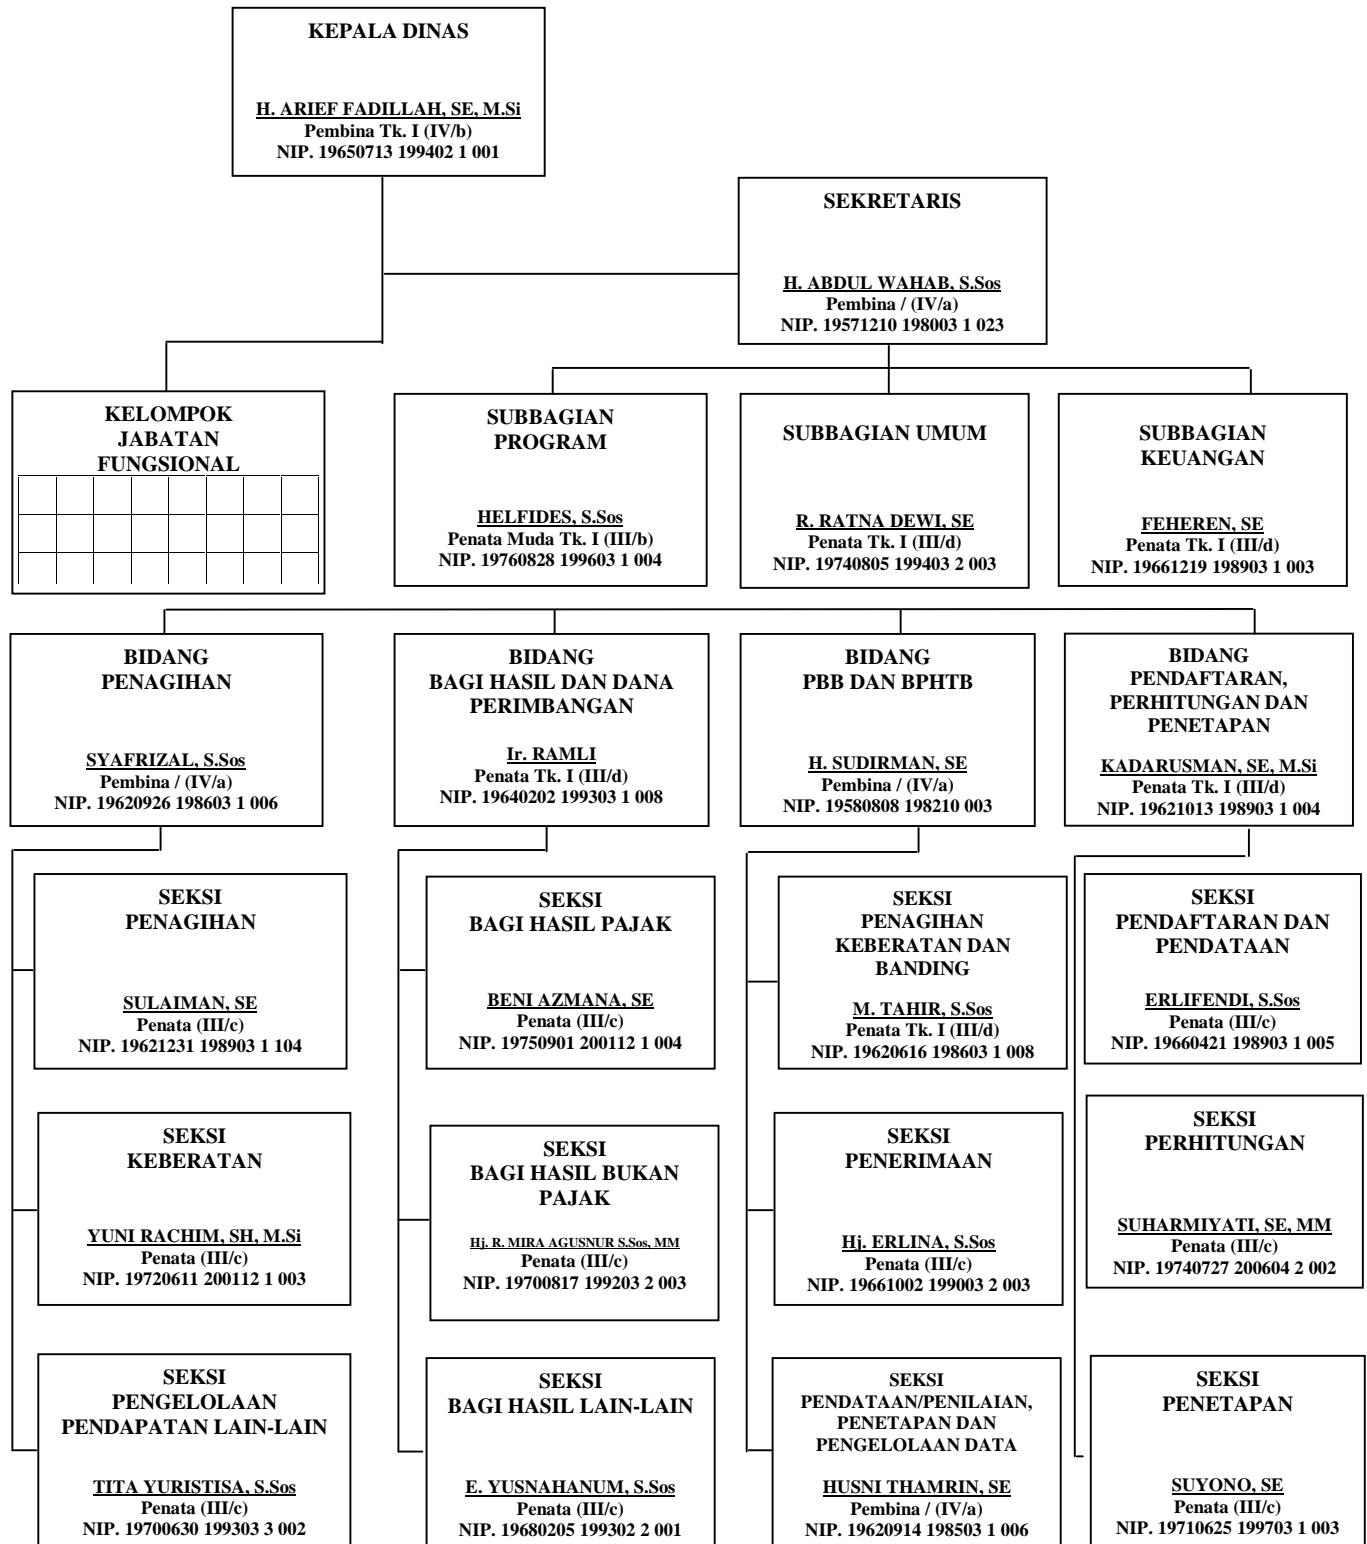 KEPALA DINAS
H. ARIEF FADILLAH, SE, M.Si
Pembina Tk. I (IV/b)
NIP. 19650713 199402 1 001
SEKRETARIS
H. ABDUL WAHAB, S.Sos
Pembina / (IV/a)
NIP. 19571210 198003 1 023
KELOMPOK
JABATAN
FUNGSIONAL
SUBBAGIAN
PROGRAM
HELFIDES, S.Sos
Penata Muda Tk. I (III/b)
NIP. 19760828 199603 1 004
SUBBAGIAN UMUM
R. RATNA DEWI, SE
Penata Tk. I (III/d)
NIP. 19740805 199403 2 003
SUBBAGIAN
KEUANGAN
FEHEREN, SE
Penata Tk. I (III/d)
NIP. 19661219 198903 1 003
BIDANG
PENAGIHAN
SYAFRIZAL, S.Sos
Pembina / (IV/a)
NIP. 19620926 198603 1 006
BIDANG
BAGI HASIL DAN DANA
PERIMBANGAN
Ir. RAMLI
Penata Tk. I (III/d)
NIP. 19640202 199303 1 008
BIDANG
PBB DAN BPHTB
H. SUDIRMAN, SE
Pembina / (IV/a)
NIP. 19580808 198210 003
BIDANG
PENDAFTARAN,
PERHITUNGAN DAN
PENETAPAN
KADARUSMAN, SE, M.Si
Penata Tk. I (III/d)
NIP. 19621013 198903 1 004
SEKSI
PENAGIHAN
SULAIMAN, SE
Penata (III/c)
NIP. 19621231 198903 1 104
SEKSI
BAGI HASIL PAJAK
BENI AZMANA, SE
Penata (III/c)
NIP. 19750901 200112 1 004
SEKSI
PENAGIHAN
KEBERATAN DAN
BANDING
M. TAHIR, S.Sos
Penata Tk. I (III/d)
NIP. 19620616 198603 1 008
SEKSI
PENDAFTARAN DAN
PENDATAAN
ERLIFENDI, S.Sos
Penata (III/c)
NIP. 19660421 198903 1 005
SEKSI
KEBERATAN
YUNI RACHIM, SH, M.Si
Penata (III/c)
NIP. 19720611 200112 1 003
SEKSI
BAGI HASIL BUKAN
PAJAK
Hj. R. MIRA AGUSNUR S.Sos, MM
Penata (III/c)
NIP. 19700817 199203 2 003
SEKSI
PENERIMAAN
Hj. ERLINA, S.Sos
Penata (III/c)
NIP. 19661002 199003 2 003
SEKSI
PERHITUNGAN
SUHARMIYATI, SE, MM
Penata (III/c)
NIP. 19740727 200604 2 002
SEKSI
PENGELOLAAN
PENDAPATAN LAIN-LAIN
TITA YURISTISA, S.Sos
Penata (III/c)
NIP. 19700630 199303 3 002
SEKSI
BAGI HASIL LAIN-LAIN
E. YUSNAHANUM, S.Sos
Penata (III/c)
NIP. 19680205 199302 2 001
SEKSI
PENDATAAN/PENILAIAN,
PENETAPAN DAN
PENGELOLAAN DATA
HUSNI THAMRIN, SE
Pembina / (IV/a)
NIP. 19620914 198503 1 006
SEKSI
PENETAPAN
SUYONO, SE
Penata (III/c)
NIP. 19710625 199703 1 003